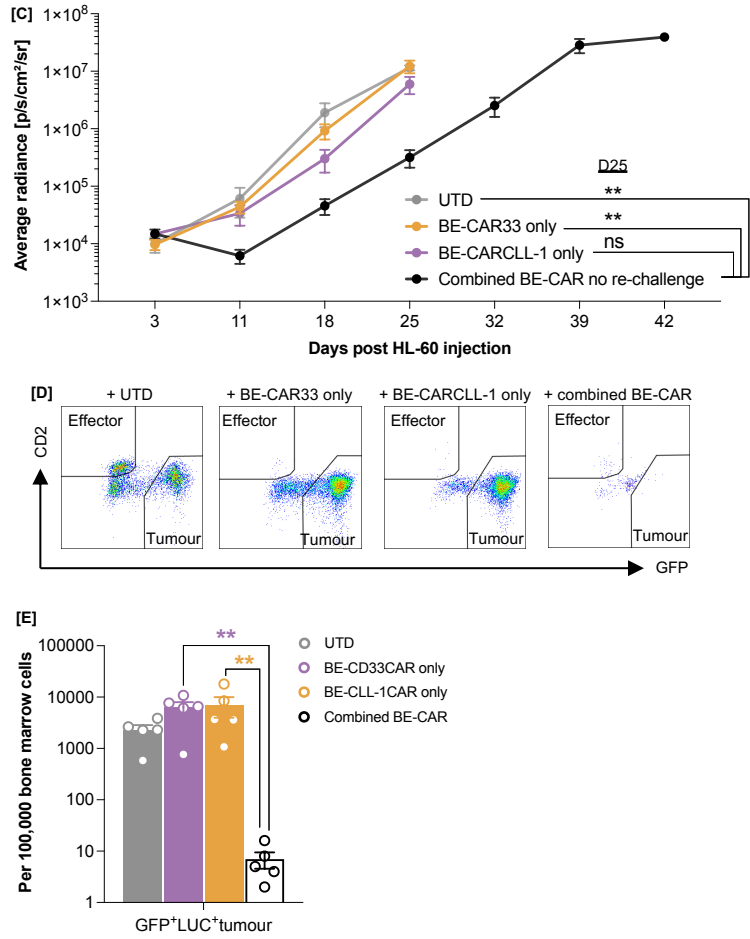 [C]
1×10⁸
1×10⁷
1×10⁶
1×10⁵
1×10⁴
1×10³
Average radiance [p/s/cm²/sr]
3 11 18 25 32 39 42
Days post HL-60 injection
D25
UTD **
BE-CAR33 only **
BE-CARCLL-1 only ns
Combined BE-CAR no re-challenge
[D]
+ UTD + BE-CAR33 only + BE-CARCLL-1 only + combined BE-CAR
Effector Effector Effector Effector
CD2
Tumour Tumour Tumour Tumour
GFP
[E]
100000
10000
1000
100
10
1
Per 100,000 bone marrow cells
**
**
UTD
BE-CD33CAR only
BE-CLL-1CAR only
Combined BE-CAR
GFP⁺LUC⁺tumour